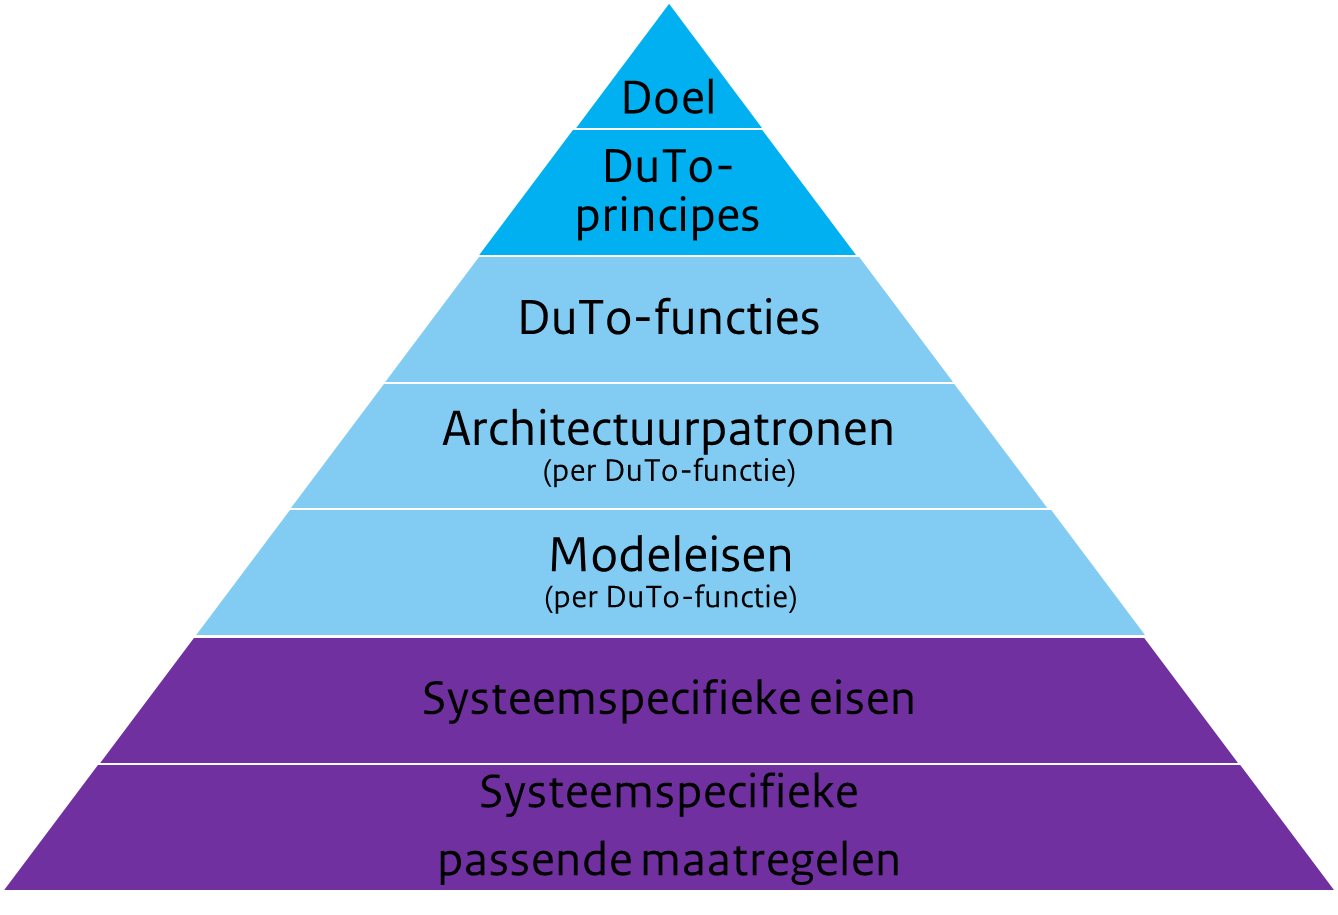 Doel
DuTo-
principes
DuTo-functies
Architectuurpatronen
(per DuTo-functie)
Modeleisen
(per DuTo-functie)
Systeemspecifieke eisen
Systeemspecifieke
passende maatregelen